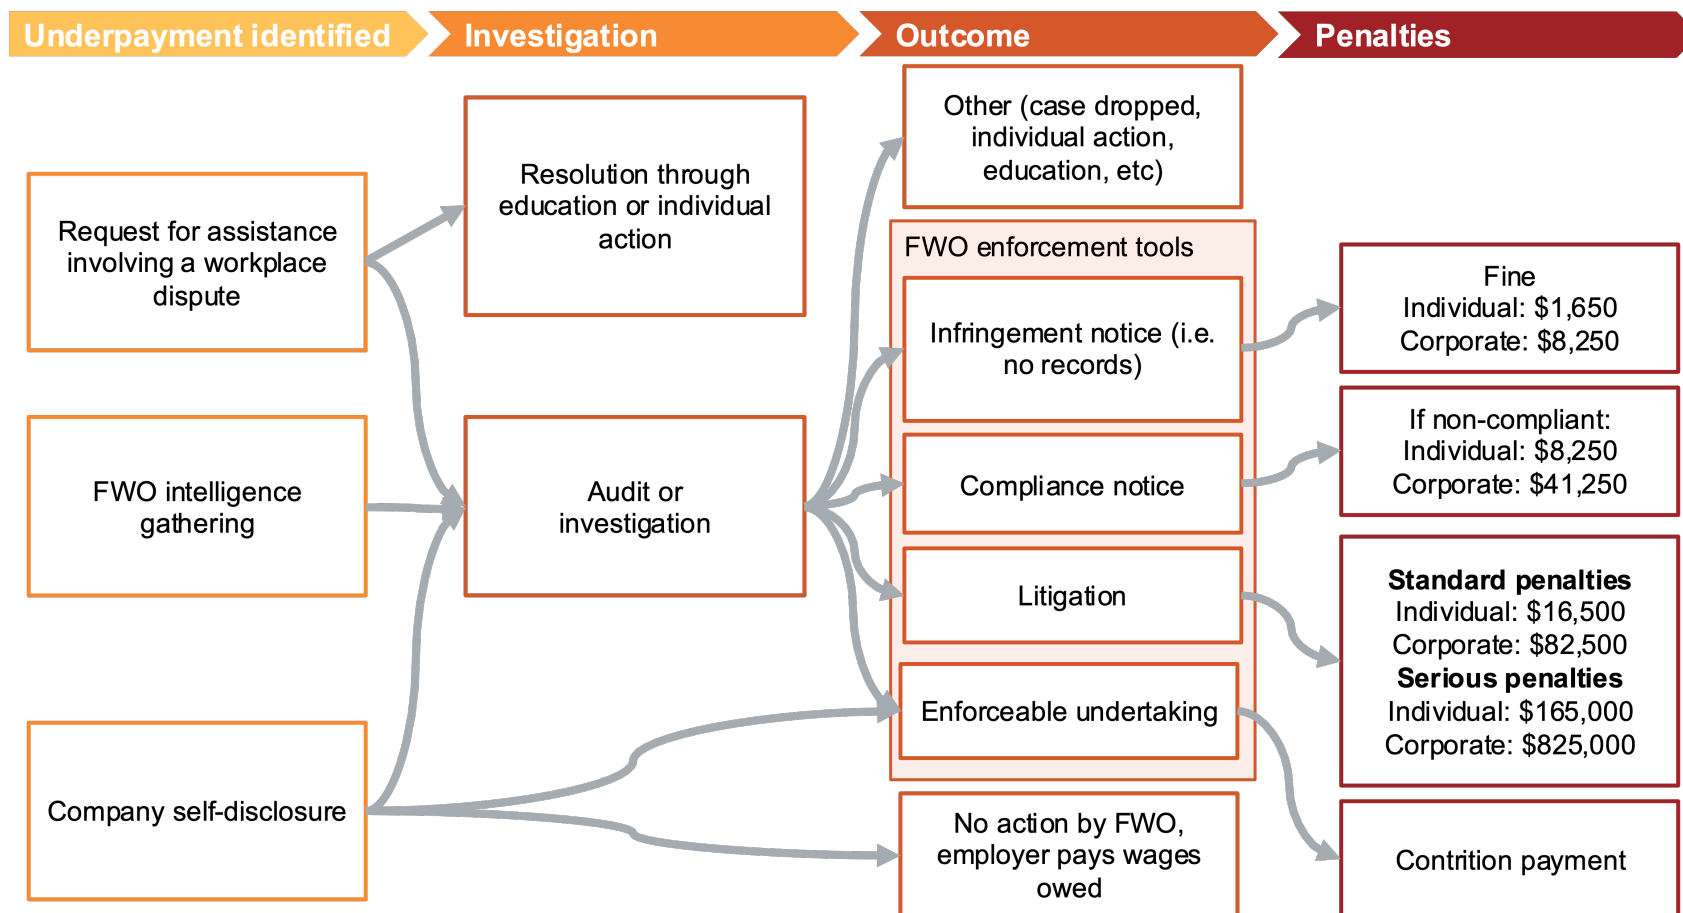 Underpayment identified
Investigation
Outcome
Penalties
Request for assistance
involving a workplace
dispute
FWO intelligence
gathering
Company self-disclosure
Resolution through
education or individual
action
Audit or
investigation
Other (case dropped,
individual action,
education, etc)
FWO enforcement tools
Infringement notice (i.e.
no records)
Compliance notice
Litigation
Enforceable undertaking
No action by FWO,
employer pays wages
owed
Fine
Individual: $1,650
Corporate: $8,250
If non-compliant:
Individual: $8,250
Corporate: $41,250
Standard penalties
Individual: $16,500
Corporate: $82,500
Serious penalties
Individual: $165,000
Corporate: $825,000
Contrition payment